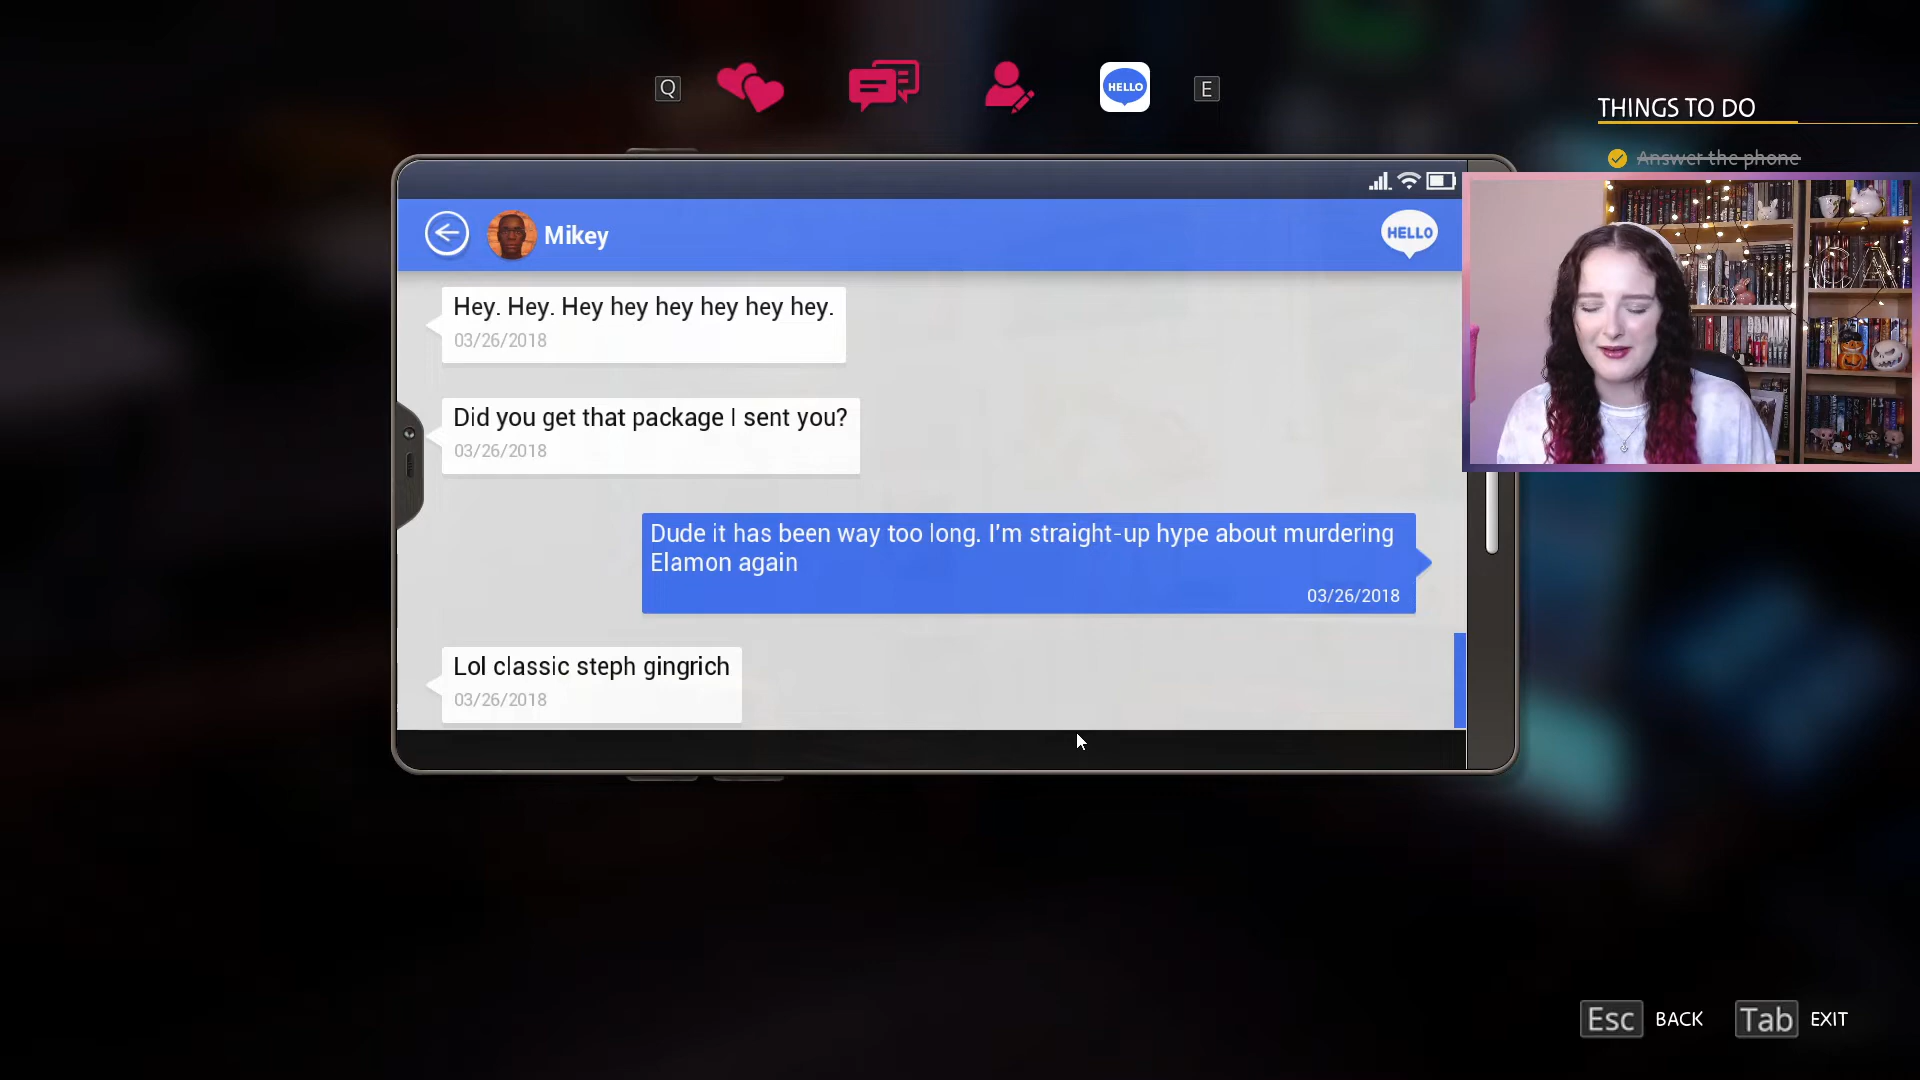 Q
HELLO
E
THINGS TO DO
Answer the phone
Mikey
HELLO
Hey. Hey. Hey hey hey hey hey hey.
03/26/2018
Did you get that package I sent you?
03/26/2018
Dude it has been way too long. I'm straight-up hype about murdering
Elamon again
03/26/2018
Lol classic steph gingrich
03/26/2018
Esc BACK Tab EXIT